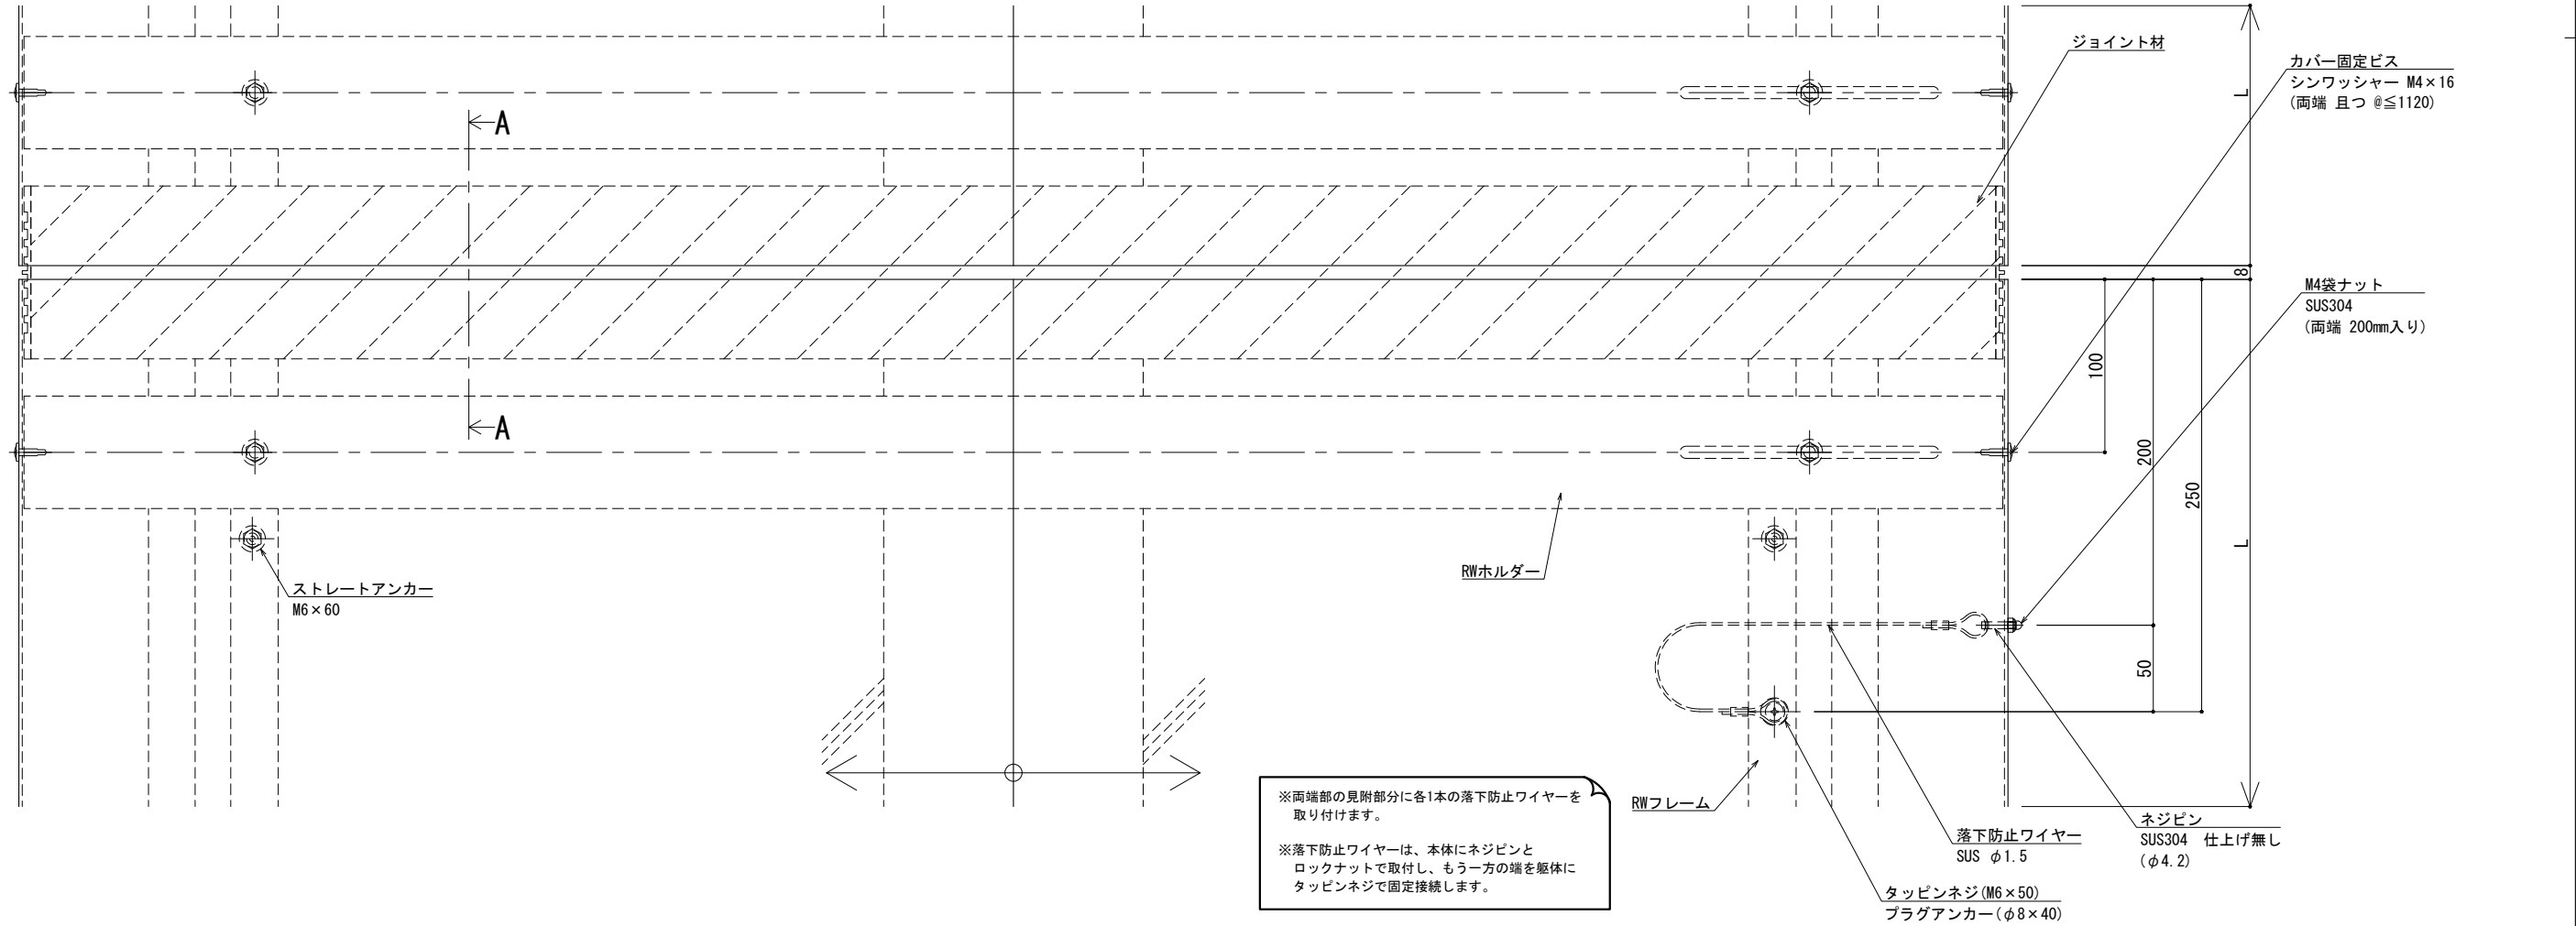 ジョイント材
カバー固定ビス
シンワッシャー M4×16
(両端 且つ @≦1120)
L
A
8
M4袋ナット
SUS304
(両端 200mm入り)
100
A
200
250
L
RWホルダー
ストレートアンカー
M6×60
50
※両端部の見附部分に各1本の落下防止ワイヤーを
取り付けます。
※落下防止ワイヤーは、本体にネジピンと
ロックナットで取付し、もう一方の端を躯体に
タッピンネジで固定接続します。
RWフレーム
落下防止ワイヤー
SUS φ1.5
ネジピン
SUS304 仕上げ無し
(φ4.2)
タッピンネジ(M6×50)
プラグアンカー(φ8×40)